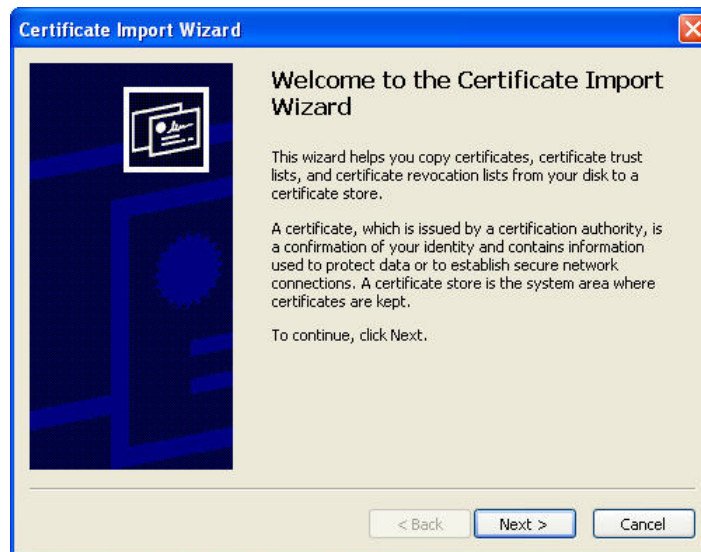 Certificate Import Wizard
Welcome to the Certificate Import
Wizard
This wizard helps you copy certificates, certificate trust
lists, and certificate revocation lists from your disk to a
certificate store.
A certificate, which is issued by a certification authority, is
a confirmation of your identity and contains information
used to protect data or to establish secure network
connections. A certificate store is the system area where
certificates are kept.
To continue, click Next.
< Back Next > Cancel